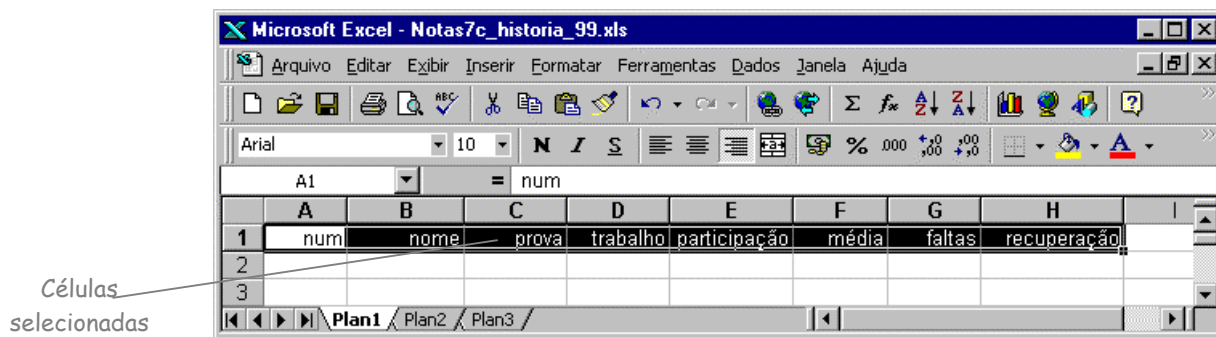 Microsoft Excel - Notas7c_historia_99.xls
Arquivo Editar Exibir Inserir Formatar Ferramentas Dados Janela Ajuda
Arial 10 N I S % 000
A1 = num
A B C D E F G H I
1 num nome prova trabalho participação média faltas recuperação
2
3
Células
selecionadas
Plan1 Plan2 Plan3